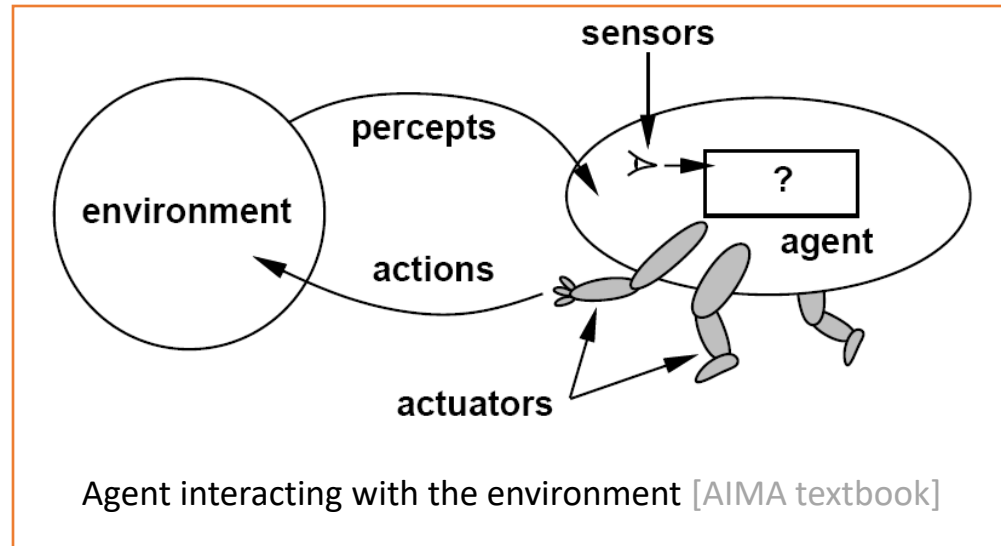 sensors
percepts
?
environment
agent
actions
actuators
Agent interacting with the environment [AIMA textbook]